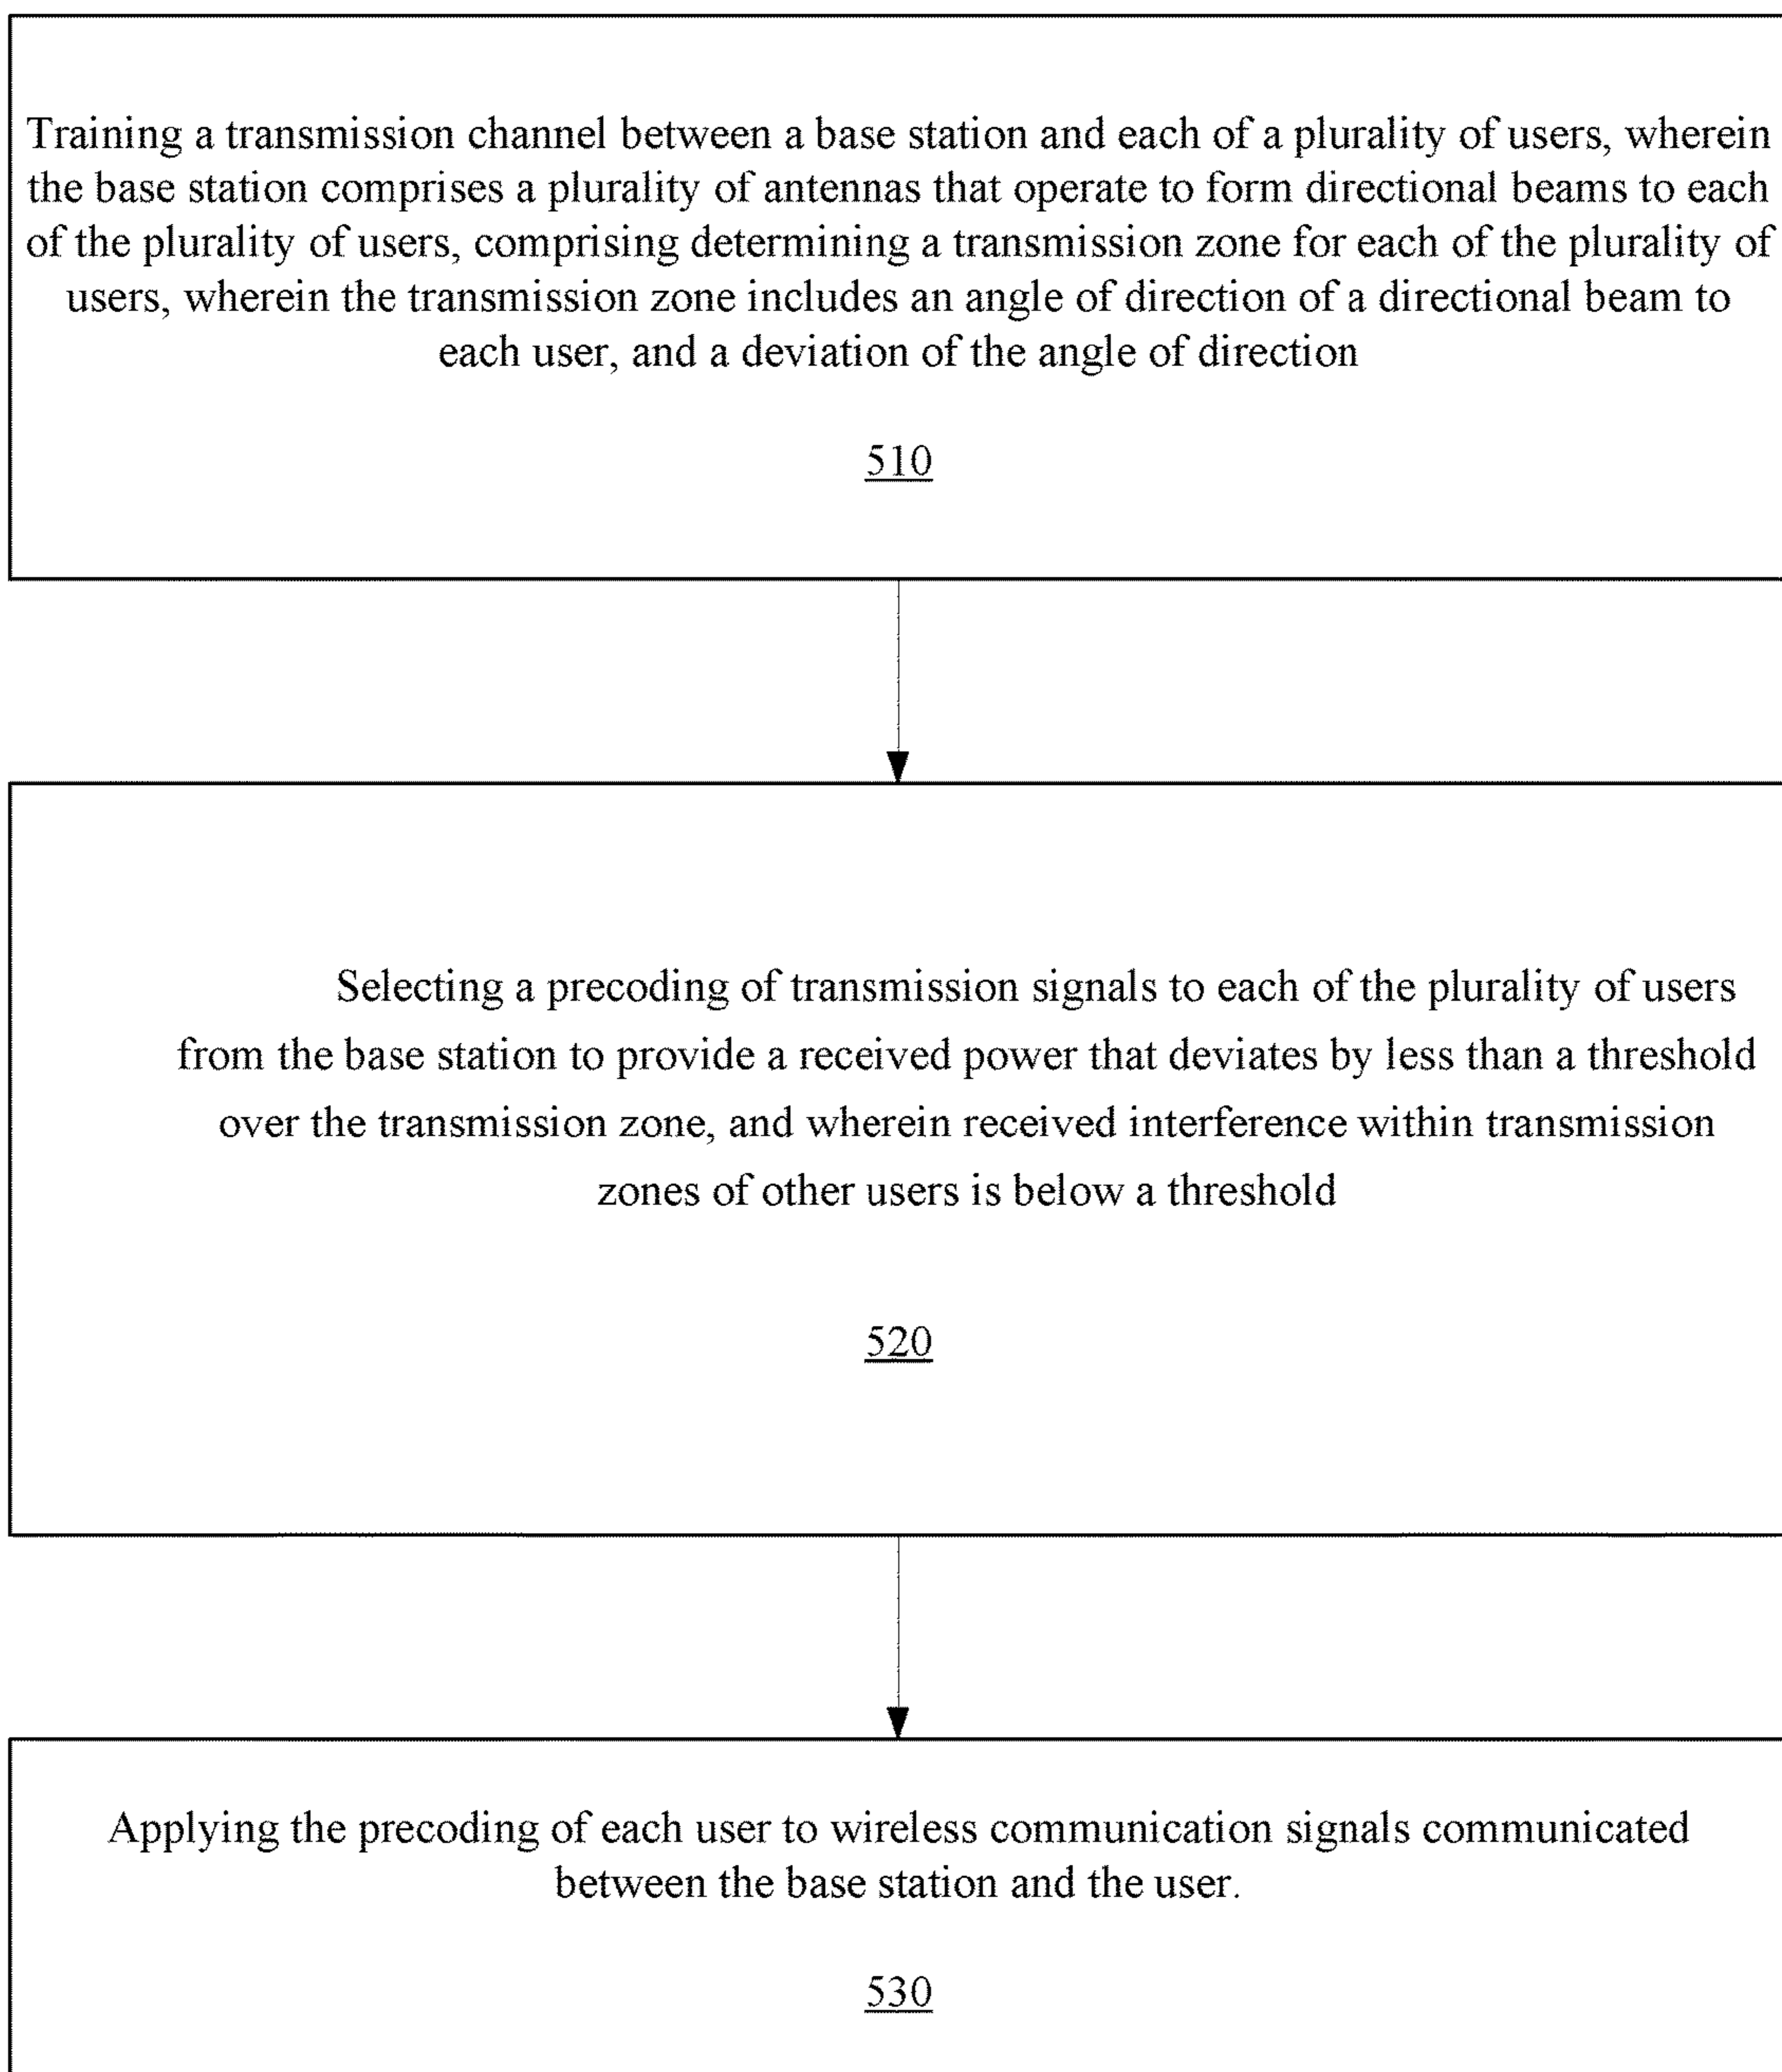 Training a transmission channel between a base station and each of a plurality of users, wherein
the base station comprises a plurality of antennas that operate to form directional beams to each
of the plurality of users, comprising determining a transmission zone for each of the plurality of
users, wherein the transmission zone includes an angle of direction of a directional beam to
each user, and a deviation of the angle of direction
510
Selecting a precoding of transmission signals to each of the plurality of users
from the base station to provide a received power that deviates by less than a threshold
over the transmission zone, and wherein received interference within transmission
zones of other users is below a threshold
520
Applying the precoding of each user to wireless communication signals communicated
between the base station and the user.
530